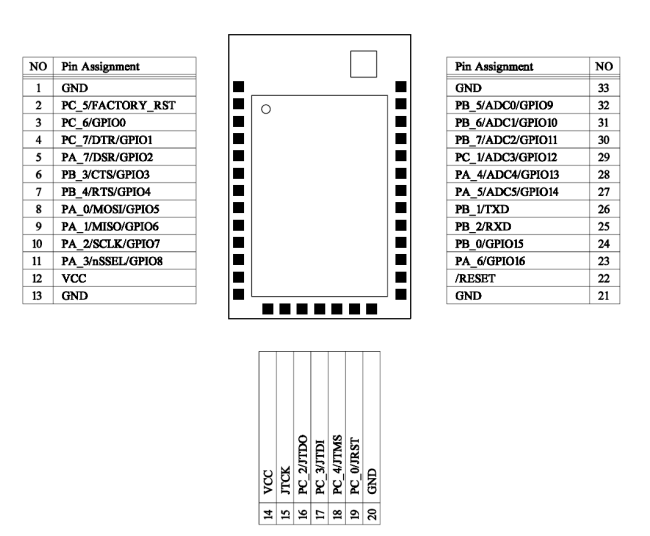 NO Pin Assignment
1 GND
2 PC_5/FACTORY_RST
3 PC_6/GPIO0
4 PC_7/DTR/GPIO1
5 PA_7/DSR/GPIO2
6 PB_3/CTS/GPIO3
7 PB_4/RTS/GPIO4
8 PA_0/MOSI/GPIO5
9 PA_1/MISO/GPIO6
10 PA_2/SCLK/GPIO7
11 PA_3/nSSEL/GPIO8
12 VCC
13 GND
Pin Assignment NO
GND 33
PB_5/ADC0/GPIO9 32
PB_6/ADC1/GPIO10 31
PB_7/ADC2/GPIO11 30
PC_1/ADC3/GPIO12 29
PA_4/ADC4/GPIO13 28
PA_5/ADC5/GPIO14 27
PB_1/TXD 26
PB_2/RXD 25
PB_0/GPIO15 24
PA_6/GPIO16 23
/RESET 22
GND 21
14 VCC
15 JTCK
16 PC_2/JTDO
17 PC_3/JTDI
18 PC_4/JTMS
19 PC_0/JRST
20 GND